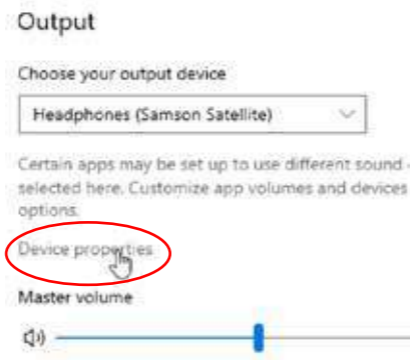 Output
Choose your output device
Headphones (Samson Satellite)
Certain apps may be set up to use different sound
selected here. Customize app volumes and devices
options.
Device properties
Master volume